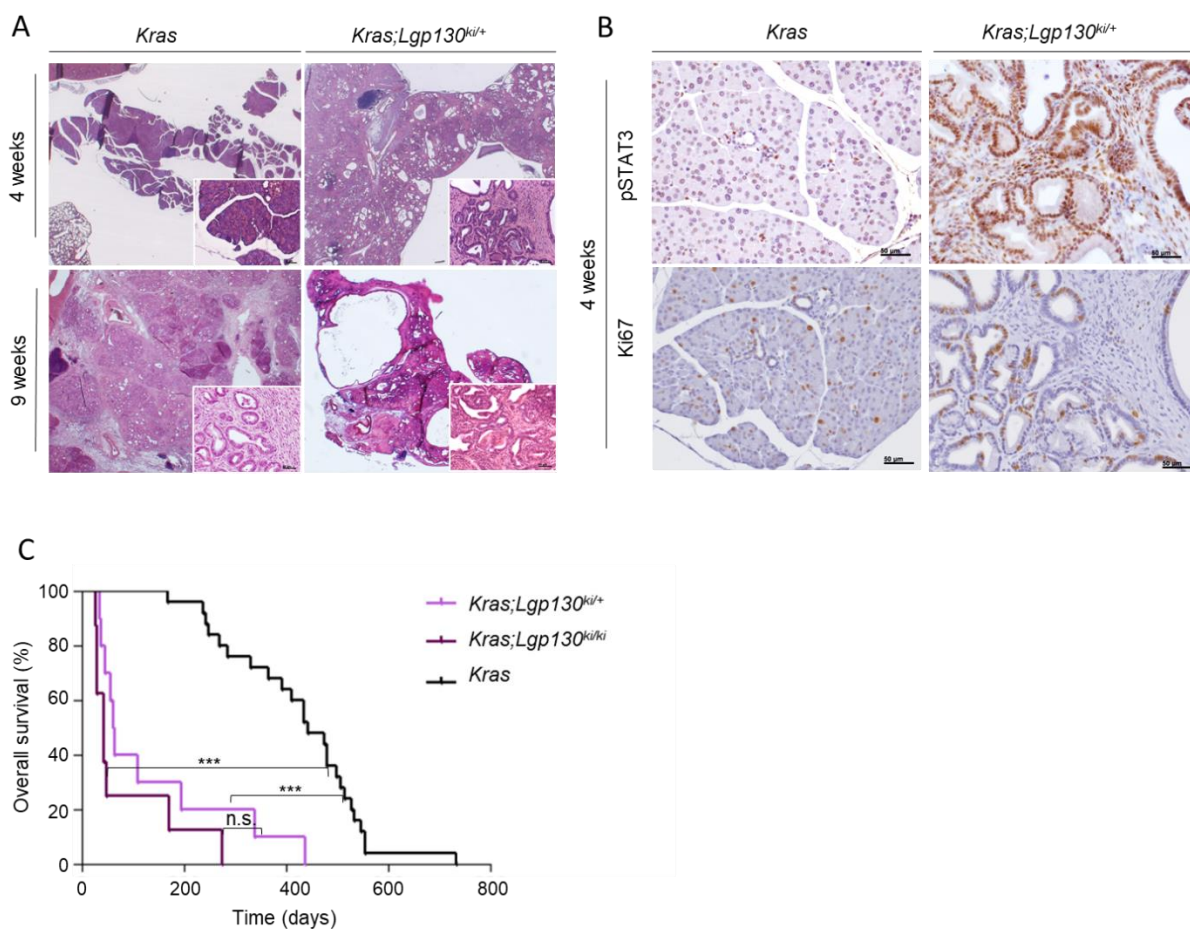 A
Kras
Kras;Lgp130ki/+
4 weeks
9 weeks
B
Kras
Kras;Lgp130ki/+
4 weeks
pSTAT3
50 µm
50 µm
Ki67
50 µm
50 µm
C
Overall survival (%)
100
80
60
40
20
0
0
200
400
600
800
Time (days)
***
***
n.s.
Kras;Lgp130ki/+
Kras;Lgp130ki/ki
Kras